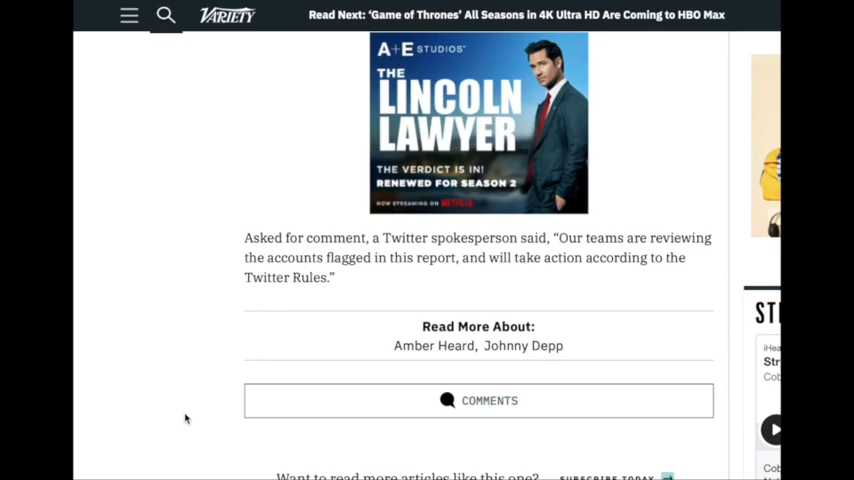 VARIETY
Read Next: ‘Game of Thrones’ All Seasons in 4K Ultra HD Are Coming to HBO Max
A+E STUDIOS
THE
LINCOLN
LAWYER
THE VERDICT IS IN!
RENEWED FOR SEASON 2
NOW STREAMING ON NETFLIX
Asked for comment, a Twitter spokesperson said, “Our teams are reviewing
the accounts flagged in this report, and will take action according to the
Twitter Rules.”
Read More About:
Amber Heard, Johnny Depp
COMMENTS
Want to read more articles like this one? SUBSCRIBE TODAY
iHea
Str
Cob